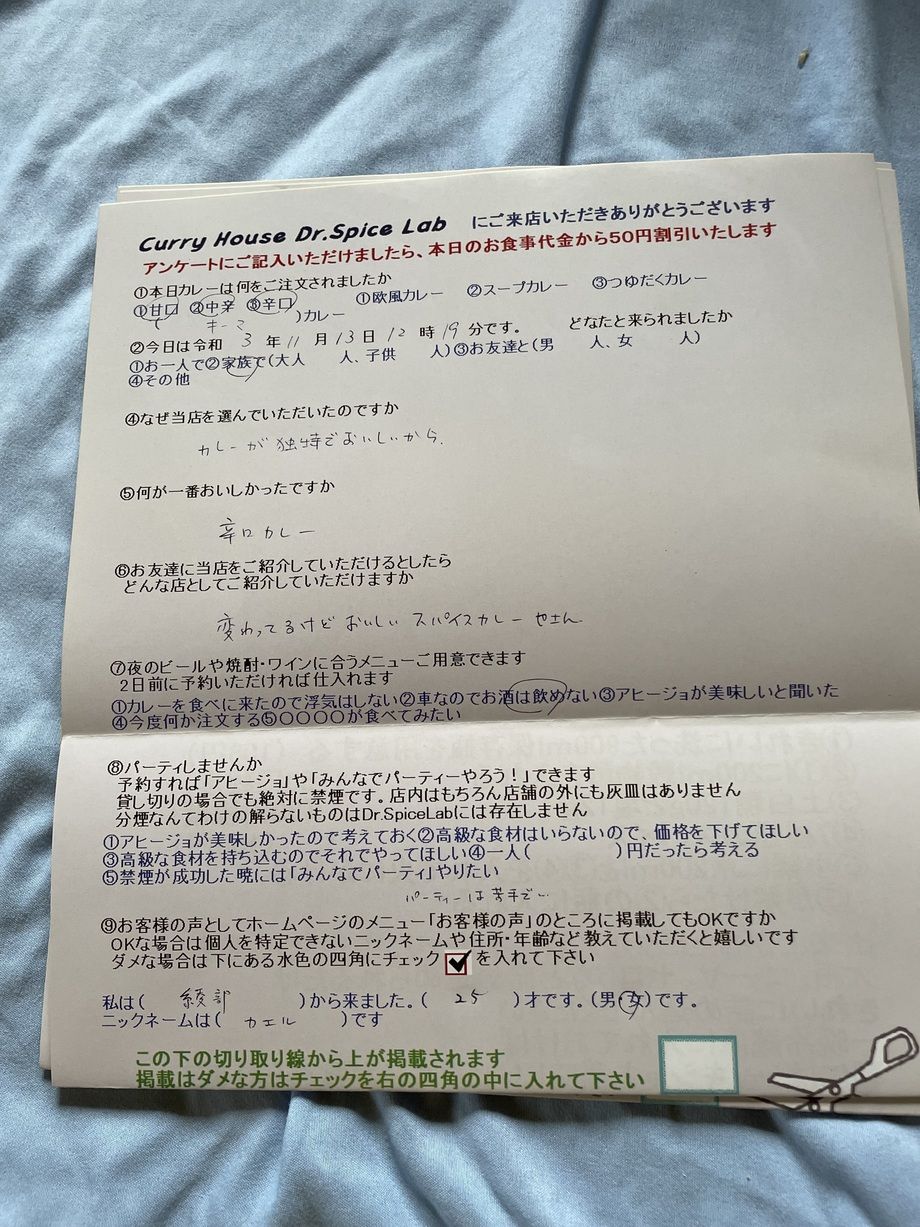 Curry House Dr.Spice Lab にご来店いただきありがとうございます
アンケートにご記入いただけましたら、本日のお食事代金から50円割引いたします
①本日カレーは何をご注文されましたか
①甘口 ②中辛 ③辛口 ①欧風カレー ②スープカレー ③つゆだくカレー
( キーマ )カレー
②今日は令和 3 年 11 月 13 日 12 時 19 分です。 どなたと来られましたか
①お一人で②家族で(大人 人、子供 人)③お友達と(男 人、女 人)
④その他
④なぜ当店を選んでいただいたのですか
カレーが独特でおいしいから.
⑤何が一番おいしかったですか
辛口カレー
⑥お友達に当店をご紹介していただけるとしたら
どんな店としてご紹介していただけますか
変わってるけど おいしい スパイスカレーやさん
⑦夜のビールや焼酎・ワインに合うメニューご用意できます
2日前に予約いただければ仕入れます
①カレーを食べに来たので浮気はしない②車なのでお酒は飲めない③アヒージョが美味しいと聞いた
④今度何か注文する⑤〇〇〇〇が食べてみたい
⑧パーティしませんか
予約すれば「アヒージョ」や「みんなでパーティーやろう！」できます
貸し切りの場合でも絶対に禁煙です。店内はもちろん店舗の外にも灰皿はありません
分煙なんてわけの解らないものはDr.SpiceLabには存在しません
①アヒージョが美味しかったので考えておく②高級な食材はいらないので、価格を下げてほしい
③高級な食材を持ち込むのでそれでやってほしい④一人( )円だったら考える
⑤禁煙が成功した暁には「みんなでパーティ」やりたい
パーティーは苦手で…
⑨お客様の声としてホームページのメニュー「お客様の声」のところに掲載してもOKですか
OKな場合は個人を特定できないニックネームや住所・年齢など教えていただくと嬉しいです
ダメな場合は下にある水色の四角にチェック を入れて下さい
私は( 綾部 )から来ました。( 25 )才です。(男・女)です。
ニックネームは( カエル )です
この下の切り取り線から上が掲載されます
掲載はダメな方はチェックを右の四角の中に入れて下さい